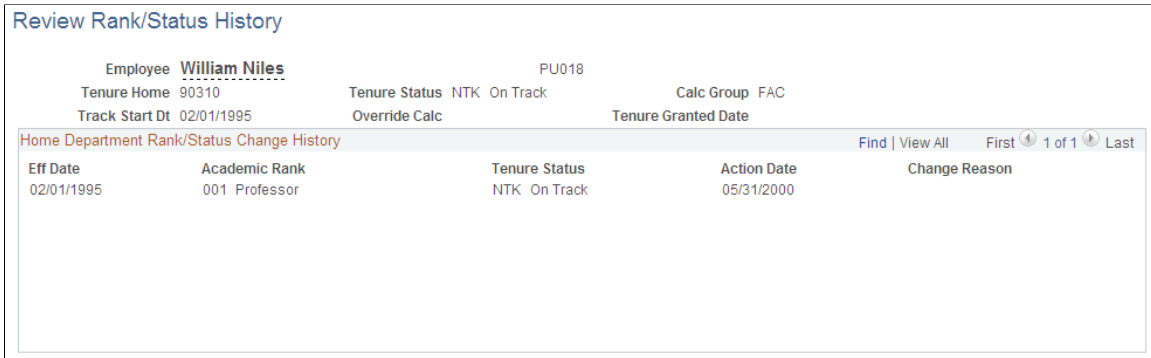 Review Rank/Status History
Employee William Niles PU018
Tenure Home 90310 Tenure Status NTK On Track Calc Group FAC
Track Start Dt 02/01/1995 Override Calc Tenure Granted Date
Home Department Rank/Status Change History Find | View All First 1 of 1 Last
Eff Date Academic Rank Tenure Status Action Date Change Reason
02/01/1995 001 Professor NTK On Track 05/31/2000